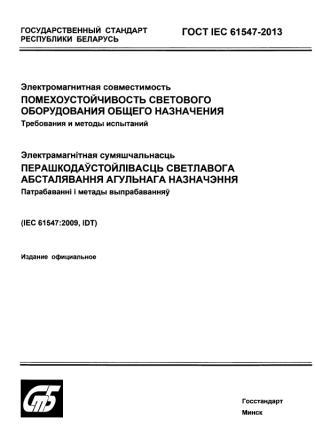 ГОСУДАРСТВЕННЫЙ СТАНДАРТ
РЕСПУБЛИКИ БЕЛАРУСЬ
ГОСТ IEC 61547-2013
Электромагнитная совместимость
ПОМЕХОУСТОЙЧИВОСТЬ СВЕТОВОГО
ОБОРУДОВАНИЯ ОБЩЕГО НАЗНАЧЕНИЯ
Требования и методы испытаний
Электрамагнітная сумяшчальнасць
ПЕРАШКОДАЎСТОЙЛІВАСЦЬ СВЕТЛАВОГА
АБСТАЛЯВАННЯ АГУЛЬНАГА НАЗНАЧЭННЯ
Патрабаванні і метады выпрабаванняў
(IEC 61547:2009, IDT)
Издание официальное
СТБ
Госстандарт
Минск